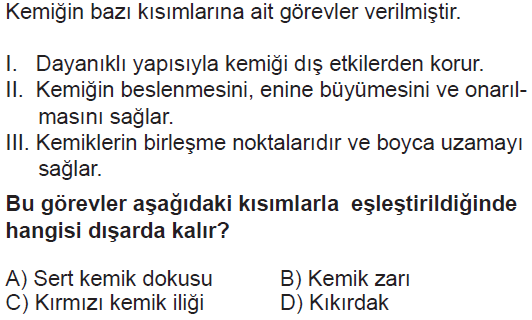 Kemiğin bazı kısımlarına ait görevler verilmiştir.
I. Dayanıklı yapısıyla kemiği dış etkilerden korur.
II. Kemiğin beslenmesini, enine büyümesini ve onarıl-
masını sağlar.
III. Kemiklerin birleşme noktalarıdır ve boyca uzamayı
sağlar.
Bu görevler aşağıdaki kısımlarla eşleştirildiğinde
hangisi dışarda kalır?
A) Sert kemik dokusu B) Kemik zarı
C) Kırmızı kemik iliği D) Kıkırdak